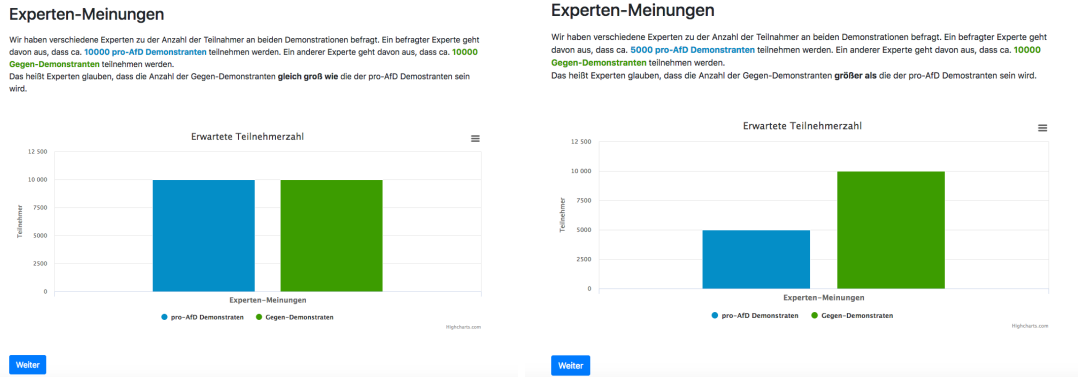 Experten-Meinungen
Wir haben verschiedene Experten zu der Anzahl der Teilnahmer an beiden Demonstrationen befragt. Ein befragter Experte geht
davon aus, dass ca. 10000 pro-AfD Demonstranten teilnehmen werden. Ein anderer Experte geht davon aus, dass ca. 10000
Gegen-Demonstranten teilnehmen werden.
Das heißt Experten glauben, dass die Anzahl der Gegen-Demonstranten gleich groß wie die der pro-AfD Demostranten sein
wird.
Erwartete Teilnehmerzahl
12 500
10 000
7500
5000
2500
0
Teilnehmer
Experten-Meinungen
pro-AfD Demonstraten
Gegen-Demonstraten
Highcharts.com
Weiter
Experten-Meinungen
Wir haben verschiedene Experten zu der Anzahl der Teilnahmer an beiden Demonstrationen befragt. Ein befragter Experte geht
davon aus, dass ca. 5000 pro-AfD Demonstranten teilnehmen werden. Ein anderer Experte geht davon aus, dass ca. 10000
Gegen-Demonstranten teilnehmen werden.
Das heißt Experten glauben, dass die Anzahl der Gegen-Demonstranten größer als die der pro-AfD Demostranten sein wird.
Erwartete Teilnehmerzahl
12 500
10 000
7500
5000
2500
0
Teilnehmer
Experten-Meinungen
pro-AfD Demonstraten
Gegen-Demonstraten
Highcharts.com
Weiter